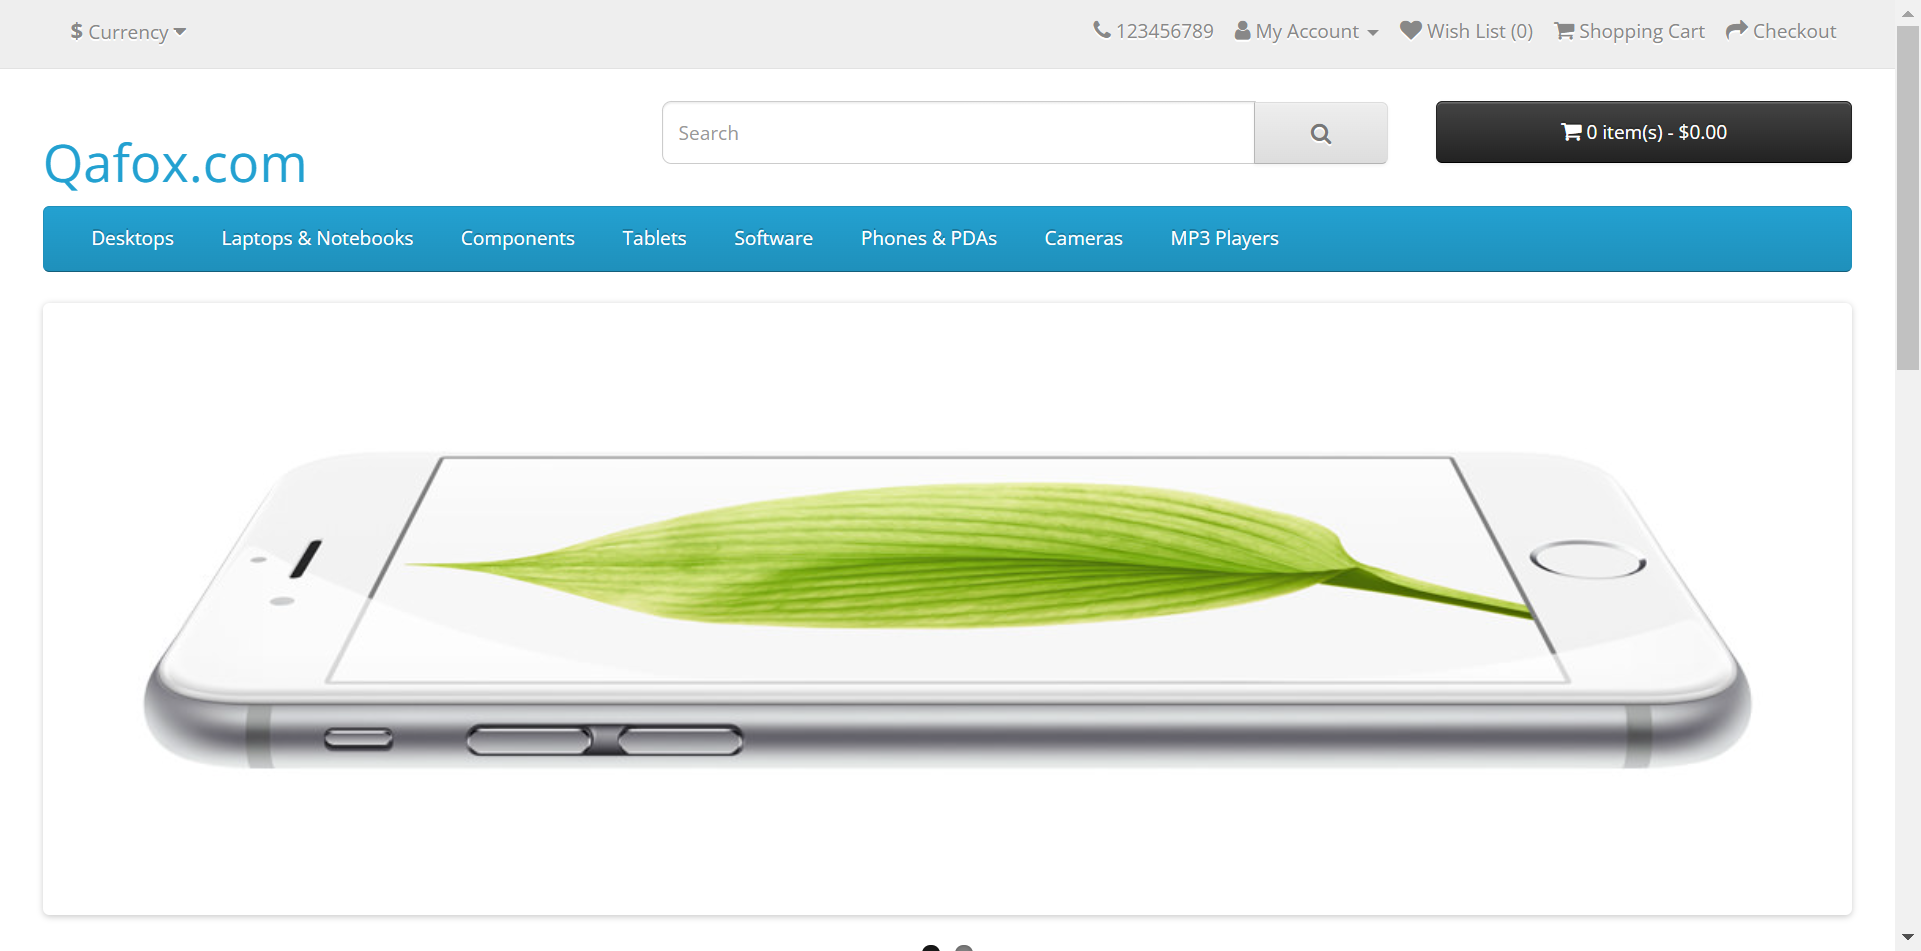 $ Currency
123456789 My Account Wish List (0) Shopping Cart Checkout
Search
0 item(s) - $0.00
Qafox.com
Desktops Laptops & Notebooks Components Tablets Software Phones & PDAs Cameras MP3 Players